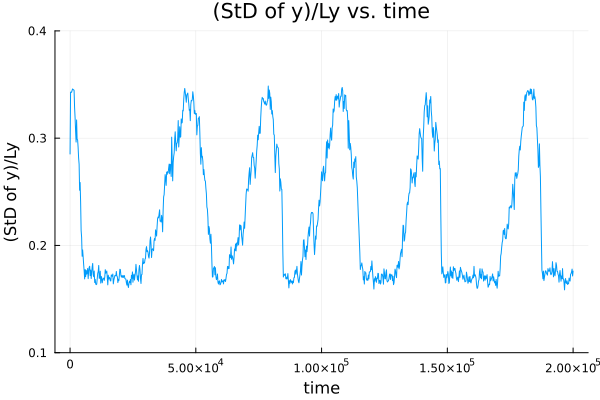 (StD of y)/Ly vs. time
(StD of y)/Ly
0.4
0.3
0.2
0.1
0 5.00×10⁴ 1.00×10⁵ 1.50×10⁵ 2.00×10⁵
time